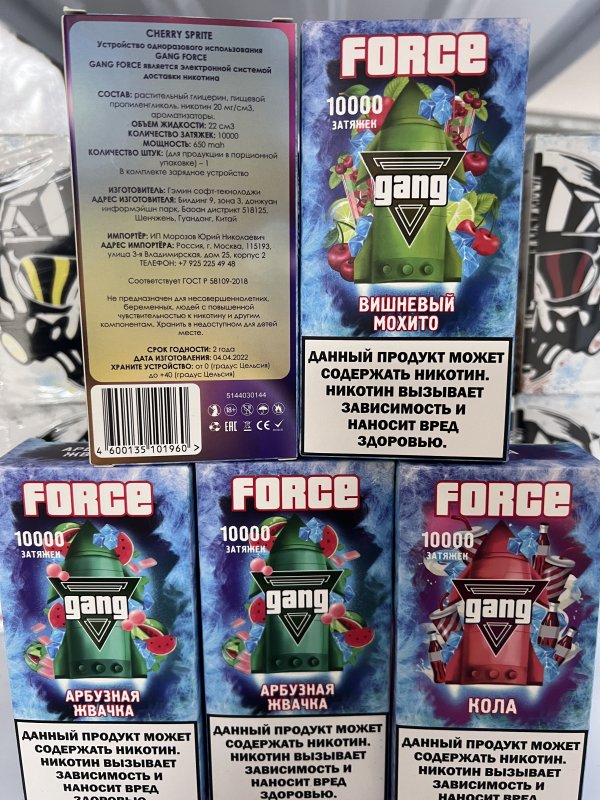 CHERRY SPRITE
Устройство одноразового использования
GANG FORCE
GANG FORCE является электронной системой
доставки никотина
СОСТАВ: растительный глицерин, пищевой
пропиленгликоль, никотин 20 мг/см3,
ароматизаторы.
ОБЪЕМ ЖИДКОСТИ: 22 см3
КОЛИЧЕСТВО ЗАТЯЖЕК: 10000
МОЩНОСТЬ: 650 mah
КОЛИЧЕСТВО ШТУК: (для продукции в порционной
упаковке) – 1
В комплекте зарядное устройство
ИЗГОТОВИТЕЛЬ: Гэмин софт-текнолоджи
АДРЕС ИЗГОТОВИТЕЛЯ: Билдинг 9, зона 3, донжуан
информэйшн парк, Баоан дистрикт 518125,
Шенчжень, Гуандонг, Китай
ИМПОРТЁР: ИП Морозов Юрий Николаевич
АДРЕС ИМПОРТЁРА: Россия, г. Москва, 115193,
улица 3-я Владимирская, дом 25, корпус 2
ТЕЛЕФОН: +7 925 225 49 48
Соответствуют ГОСТ Р 58109-2018
Не предназначен для несовершеннолетних,
беременных, людей с повышенной
чувствительностью к никотину и другим
компонентам. Хранить в недоступном для детей
месте.
СРОК ГОДНОСТИ: 2 года
ДАТА ИЗГОТОВЛЕНИЯ: 04.04.2022
ХРАНИТЕ УСТРОЙСТВО: от 0 (градус Цельсия)
до +40 (градус Цельсия)
5144030144
18+
EAC
CE
4 600135 101960 >
FORCE
10000
ЗАТЯЖЕК
gang
ВИШНЕВЫЙ
МОХИТО
ДАННЫЙ ПРОДУКТ МОЖЕТ
СОДЕРЖАТЬ НИКОТИН.
НИКОТИН ВЫЗЫВАЕТ
ЗАВИСИМОСТЬ И
НАНОСИТ ВРЕД
ЗДОРОВЬЮ.
FORCE
10000
ЗАТЯЖЕК
gang
АРБУЗНАЯ
ЖВАЧКА
ДАННЫЙ ПРОДУКТ МОЖЕТ
СОДЕРЖАТЬ НИКОТИН.
НИКОТИН ВЫЗЫВАЕТ
ЗАВИСИМОСТЬ И
НАНОСИТ ВРЕД
FORCE
10000
ЗАТЯЖЕК
gang
АРБУЗНАЯ
ЖВАЧКА
ДАННЫЙ ПРОДУКТ МОЖЕТ
СОДЕРЖАТЬ НИКОТИН.
НИКОТИН ВЫЗЫВАЕТ
ЗАВИСИМОСТЬ И
НАНОСИТ ВРЕД
ЗДОРОВЬЮ.
FORCE
10000
ЗАТЯЖЕК
gang
КОЛА
ДАННЫЙ ПРОДУКТ МОЖЕТ
СОДЕРЖАТЬ НИКОТИН.
НИКОТИН ВЫЗЫВАЕТ
ЗАВИСИМОСТЬ И
НАНОСИТ ВРЕД